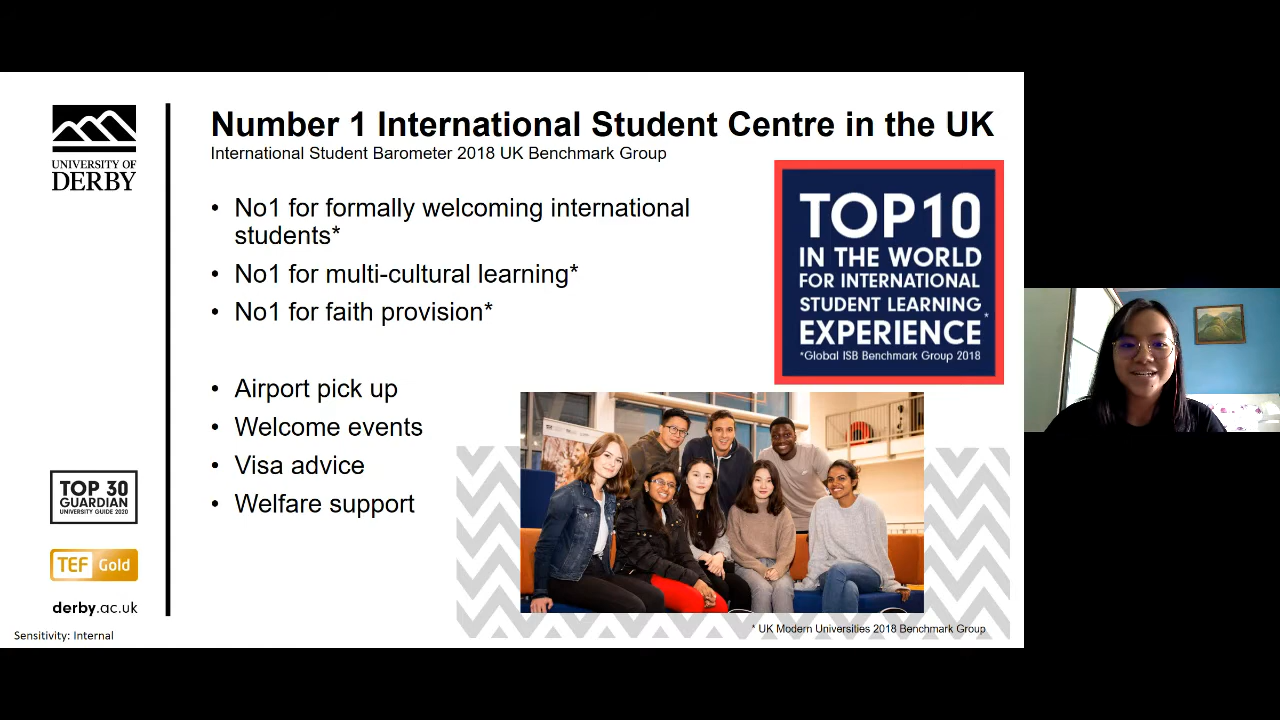 UNIVERSITY OF
DERBY
Number 1 International Student Centre in the UK
International Student Barometer 2018 UK Benchmark Group
• No1 for formally welcoming international
students*
• No1 for multi-cultural learning*
• No1 for faith provision*
• Airport pick up
• Welcome events
• Visa advice
• Welfare support
TOP10
IN THE WORLD
FOR INTERNATIONAL
STUDENT LEARNING
EXPERIENCE*
*Global ISB Benchmark Group 2018
TOP 30
GUARDIAN
UNIVERSITY GUIDE 2020
TEF Gold
derby.ac.uk
* UK Modern Universities 2018 Benchmark Group
Sensitivity: Internal